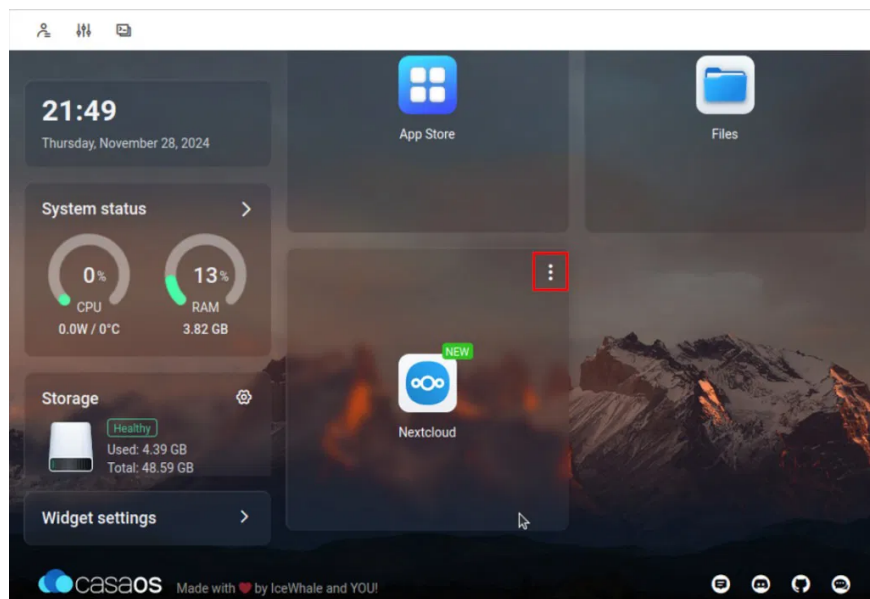 21:49
Thursday, November 28, 2024
System status
0%
CPU
0.0W / 0°C
13%
RAM
3.82 GB
Storage
Healthy
Used: 4.39 GB
Total: 48.59 GB
Widget settings
App Store
Files
NEW
Nextcloud
casaos
Made with ❤ by IceWhale and YOU!